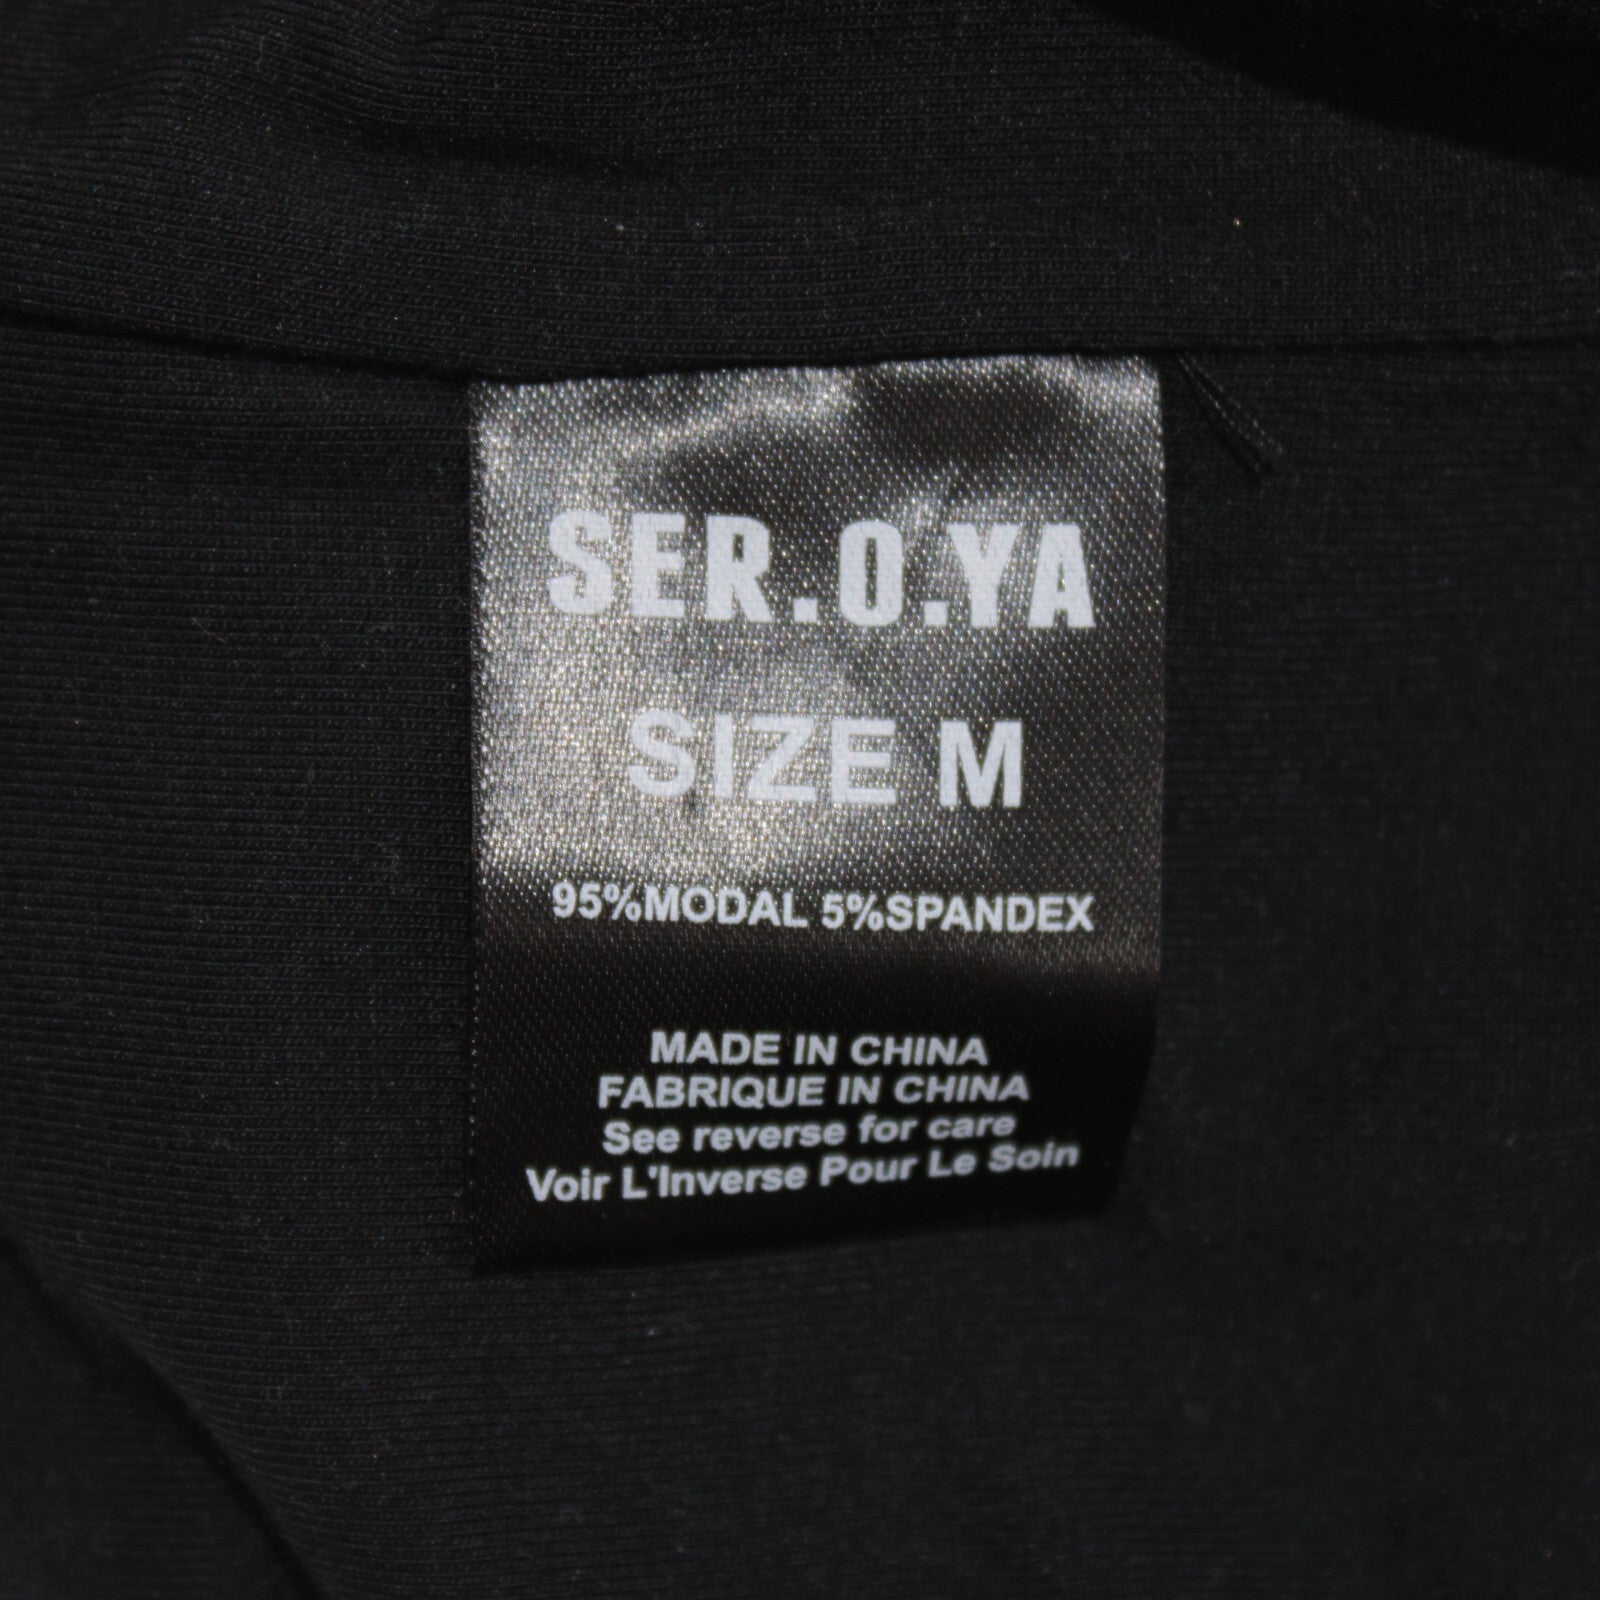 SER.O.YA
SIZE M
95%MODAL 5%SPANDEX
MADE IN CHINA
FABRIQUE IN CHINA
See reverse for care
Voir L'Inverse Pour Le Soin